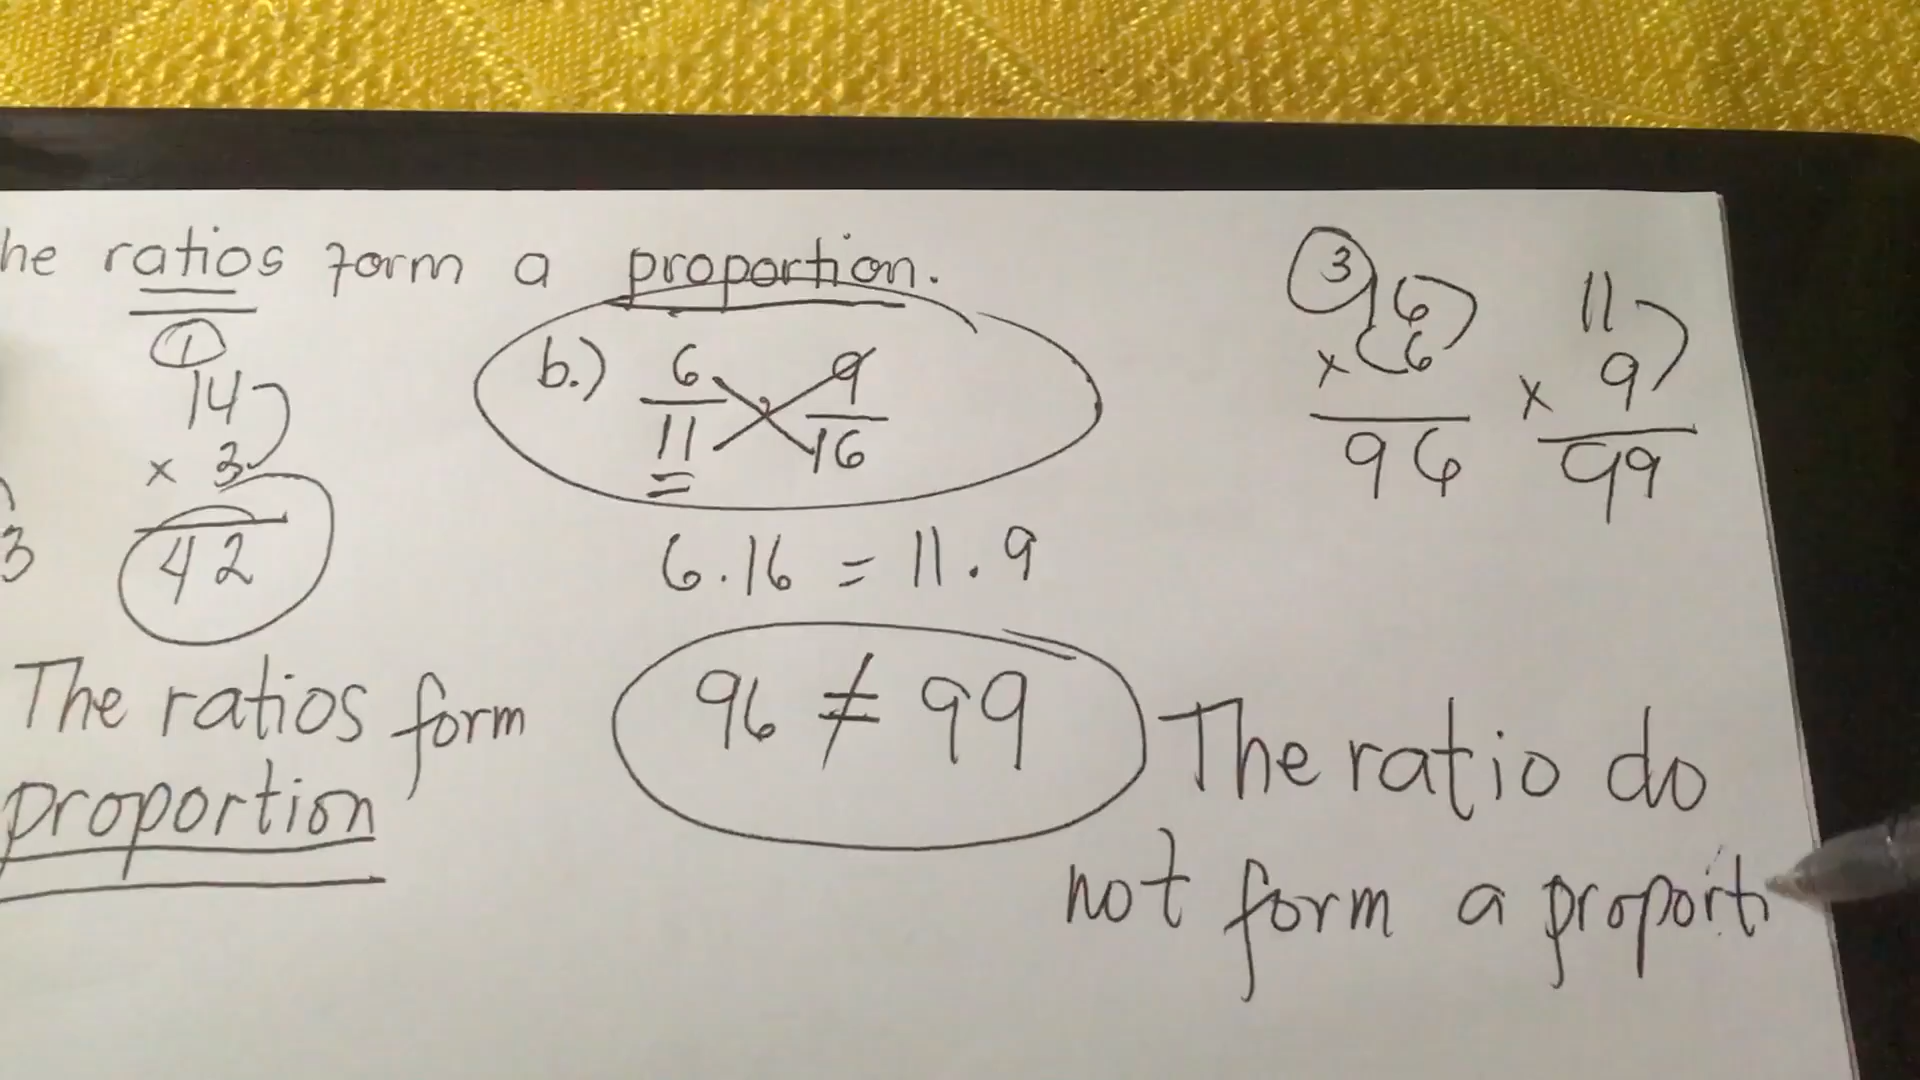 he ratios form a proportion.
1
14
x 3
42
3
The ratios form
proportion
b.) 6/11 9/16
6.16 = 11.9
96 ≠ 99
3
16
x 6
96
11
x 9
99
The ratio do
not form a proporti